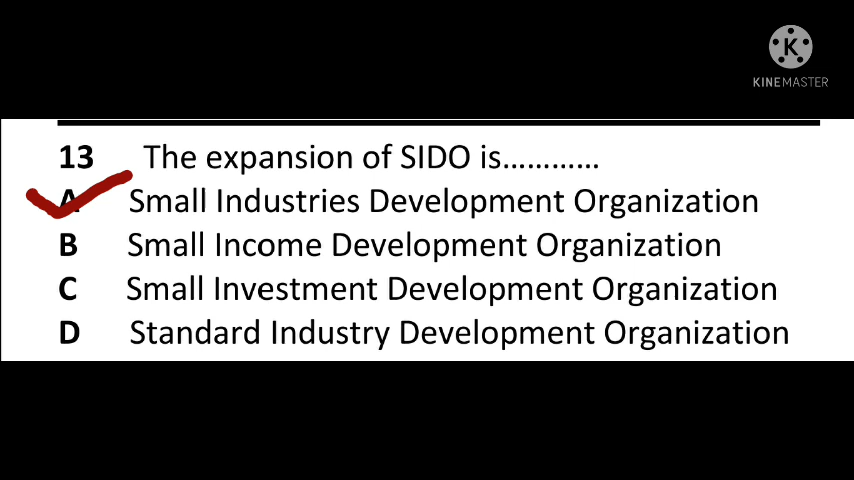 K
KINEMASTER
13 The expansion of SIDO is............
A Small Industries Development Organization
B Small Income Development Organization
C Small Investment Development Organization
D Standard Industry Development Organization